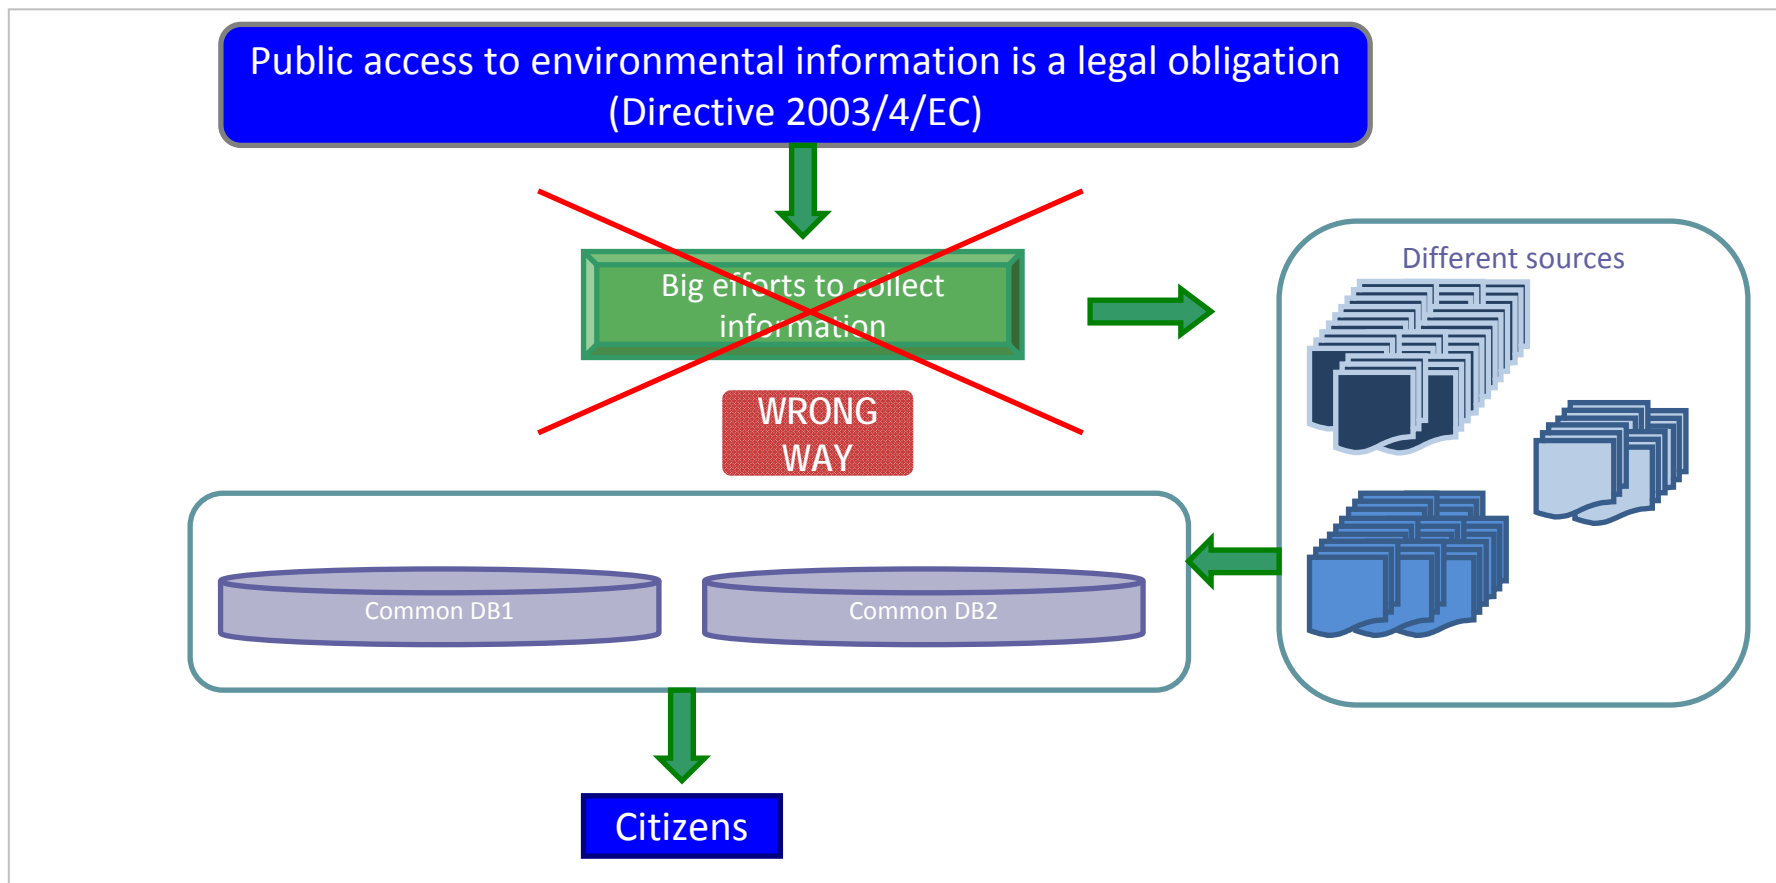 Public access to environmental information is a legal obligation
(Directive 2003/4/EC)
Big efforts to collect
information
Different sources
WRONG
WAY
Common DB1
Common DB2
Citizens